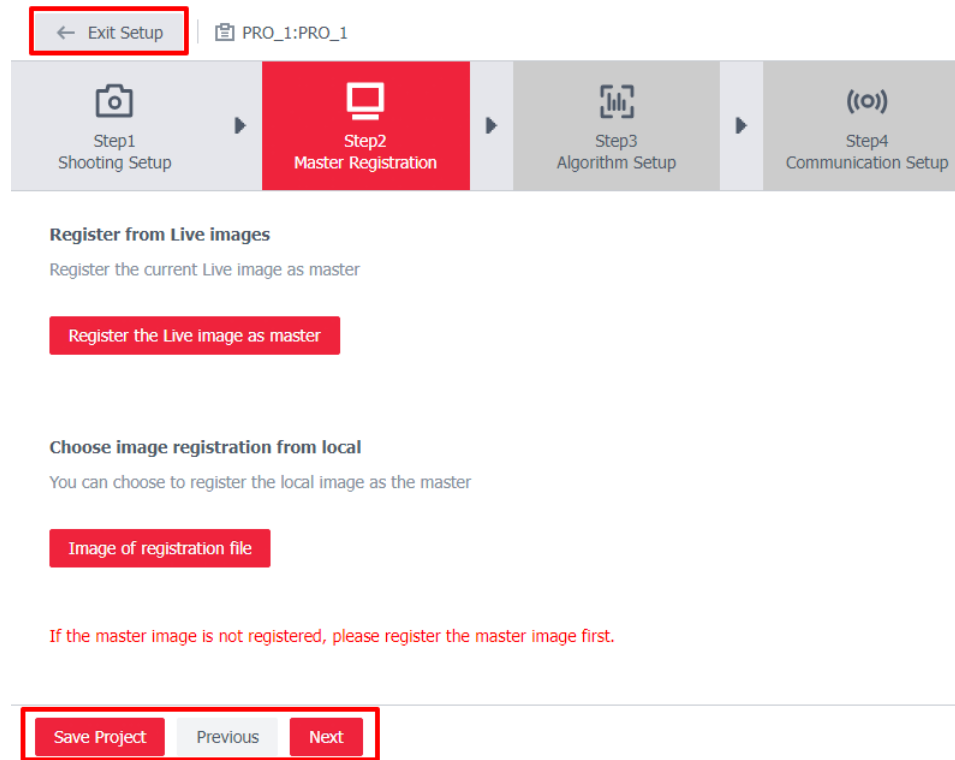 Exit Setup
PRO_1:PRO_1
Step1
Shooting Setup
Step2
Master Registration
Step3
Algorithm Setup
Step4
Communication Setup
Register from Live images
Register the current Live image as master
Register the Live image as master
Choose image registration from local
You can choose to register the local image as the master
Image of registration file
If the master image is not registered, please register the master image first.
Save Project
Previous
Next